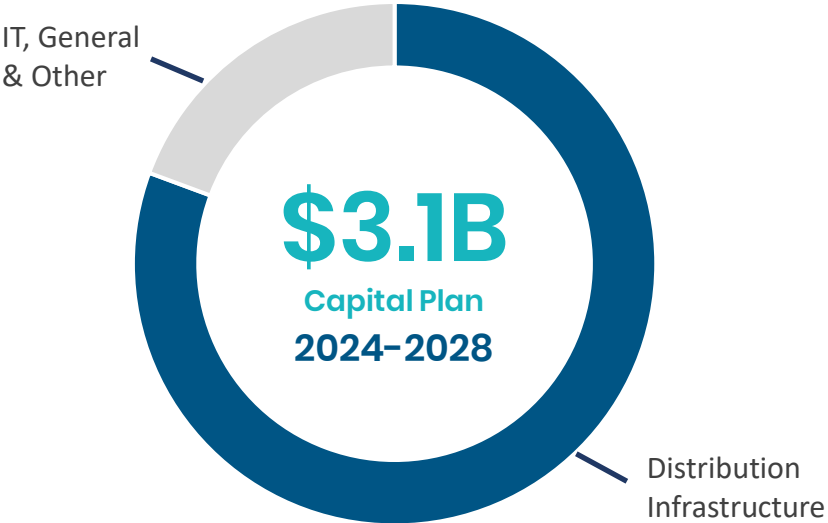 IT, General
& Other
$3.1B
Capital Plan
2024–2028
Distribution
Infrastructure